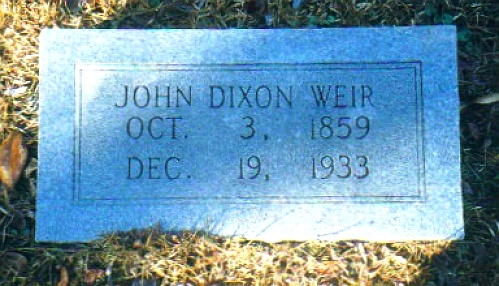 JOHN DIXON WEIR
OCT. 3, 1859
DEC. 19, 1933